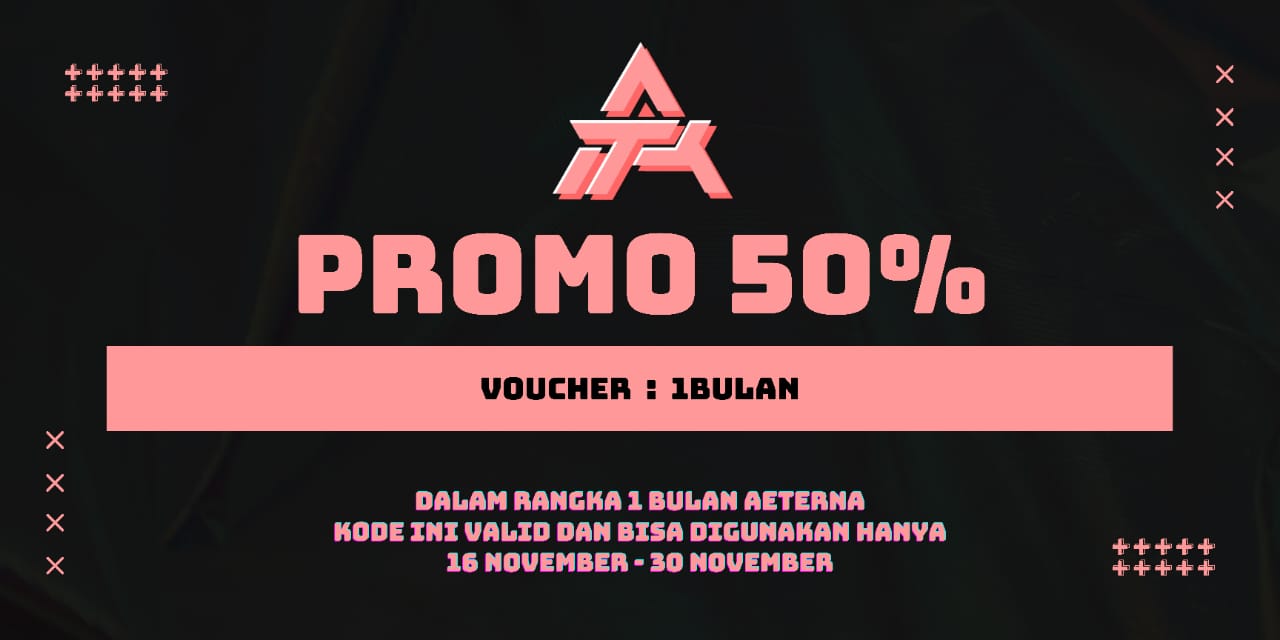 PROMO 50%
VOUCHER : 1BULAN
DALAM RANGKA 1 BULAN AETERNA
KODE INI VALID DAN BISA DIGUNAKAN HANYA
16 NOVEMBER - 30 NOVEMBER